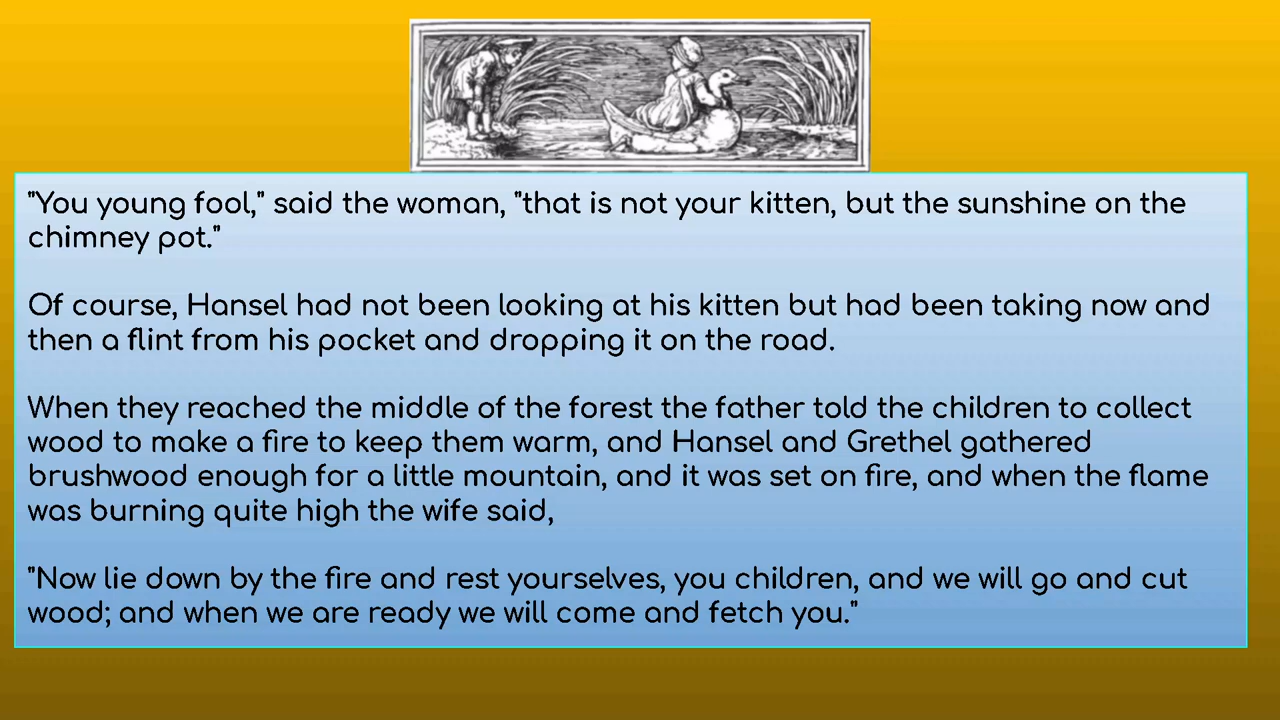 "You young fool," said the woman, "that is not your kitten, but the sunshine on the
chimney pot."
Of course, Hansel had not been looking at his kitten but had been taking now and
then a flint from his pocket and dropping it on the road.
When they reached the middle of the forest the father told the children to collect
wood to make a fire to keep them warm, and Hansel and Grethel gathered
brushwood enough for a little mountain, and it was set on fire, and when the flame
was burning quite high the wife said,
"Now lie down by the fire and rest yourselves, you children, and we will go and cut
wood; and when we are ready we will come and fetch you."